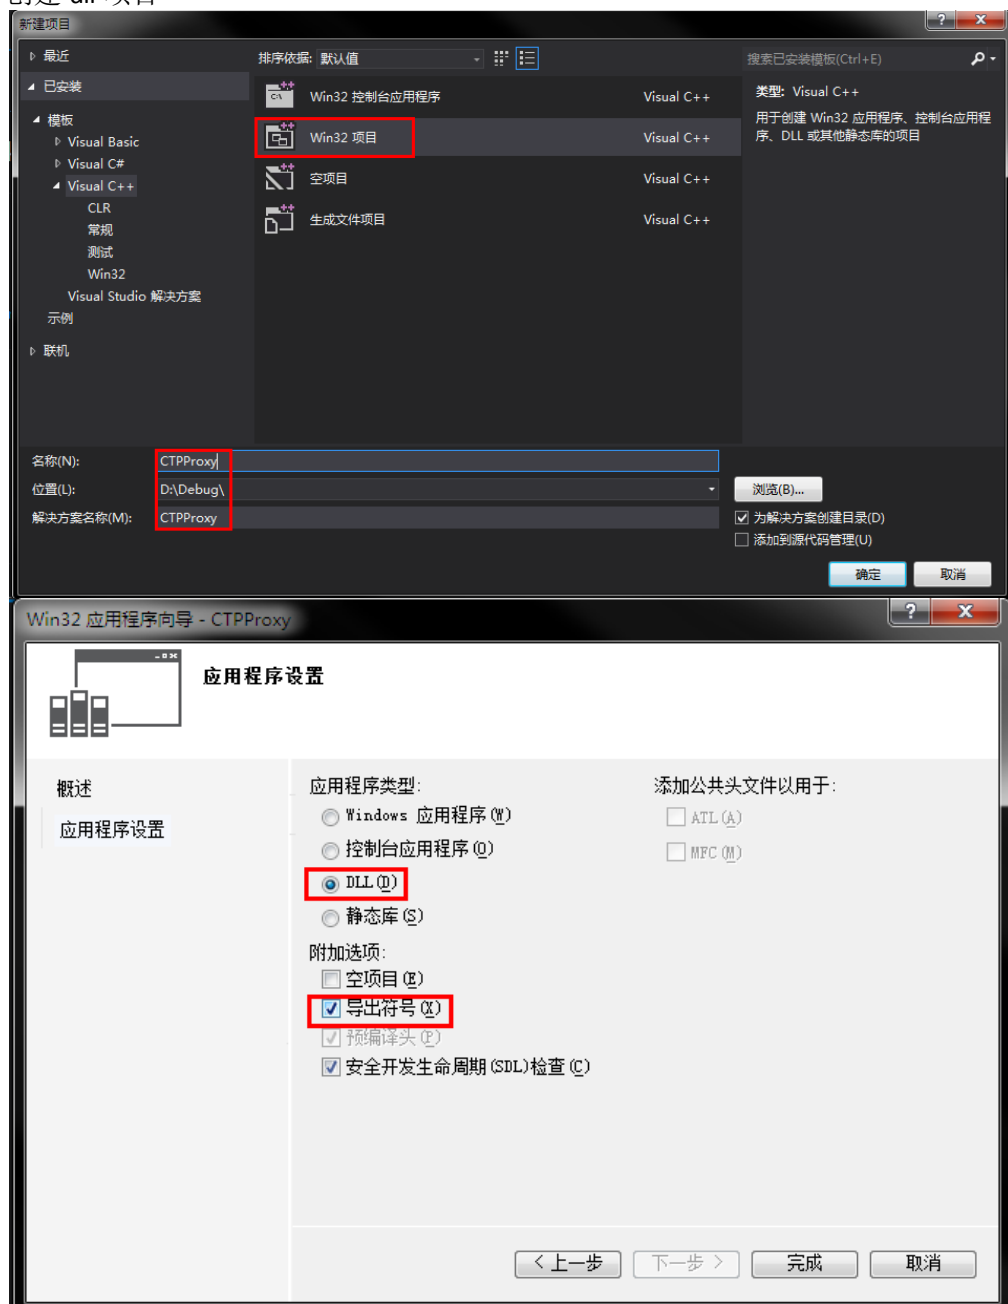 创建 dll 项目
新建项目
最近
排序依据: 默认值
搜索已安装模板(Ctrl+E)
已安装
模板
Visual Basic
Visual C#
Visual C++
CLR
常规
测试
Win32
Visual Studio 解决方案
示例
联机
Win32 控制台应用程序 Visual C++
Win32 项目 Visual C++
空项目 Visual C++
生成文件项目 Visual C++
类型: Visual C++
用于创建 Win32 应用程序、控制台应用程
序、DLL 或其他静态库的项目
名称(N): CTPProxy
位置(L): D:\Debug\
浏览(B)...
解决方案名称(M): CTPProxy
为解决方案创建目录(D)
添加到源代码管理(U)
确定 取消
Win32 应用程序向导 - CTPProxy
应用程序设置
概述
应用程序设置
应用程序类型:
Windows 应用程序(W)
控制台应用程序(O)
DLL(D)
静态库(S)
附加选项:
空项目(E)
导出符号(X)
预编译头(P)
安全开发生命周期(SDL)检查(C)
添加公共头文件以用于:
ATL(A)
MFC(M)
< 上一步 下一步 > 完成 取消